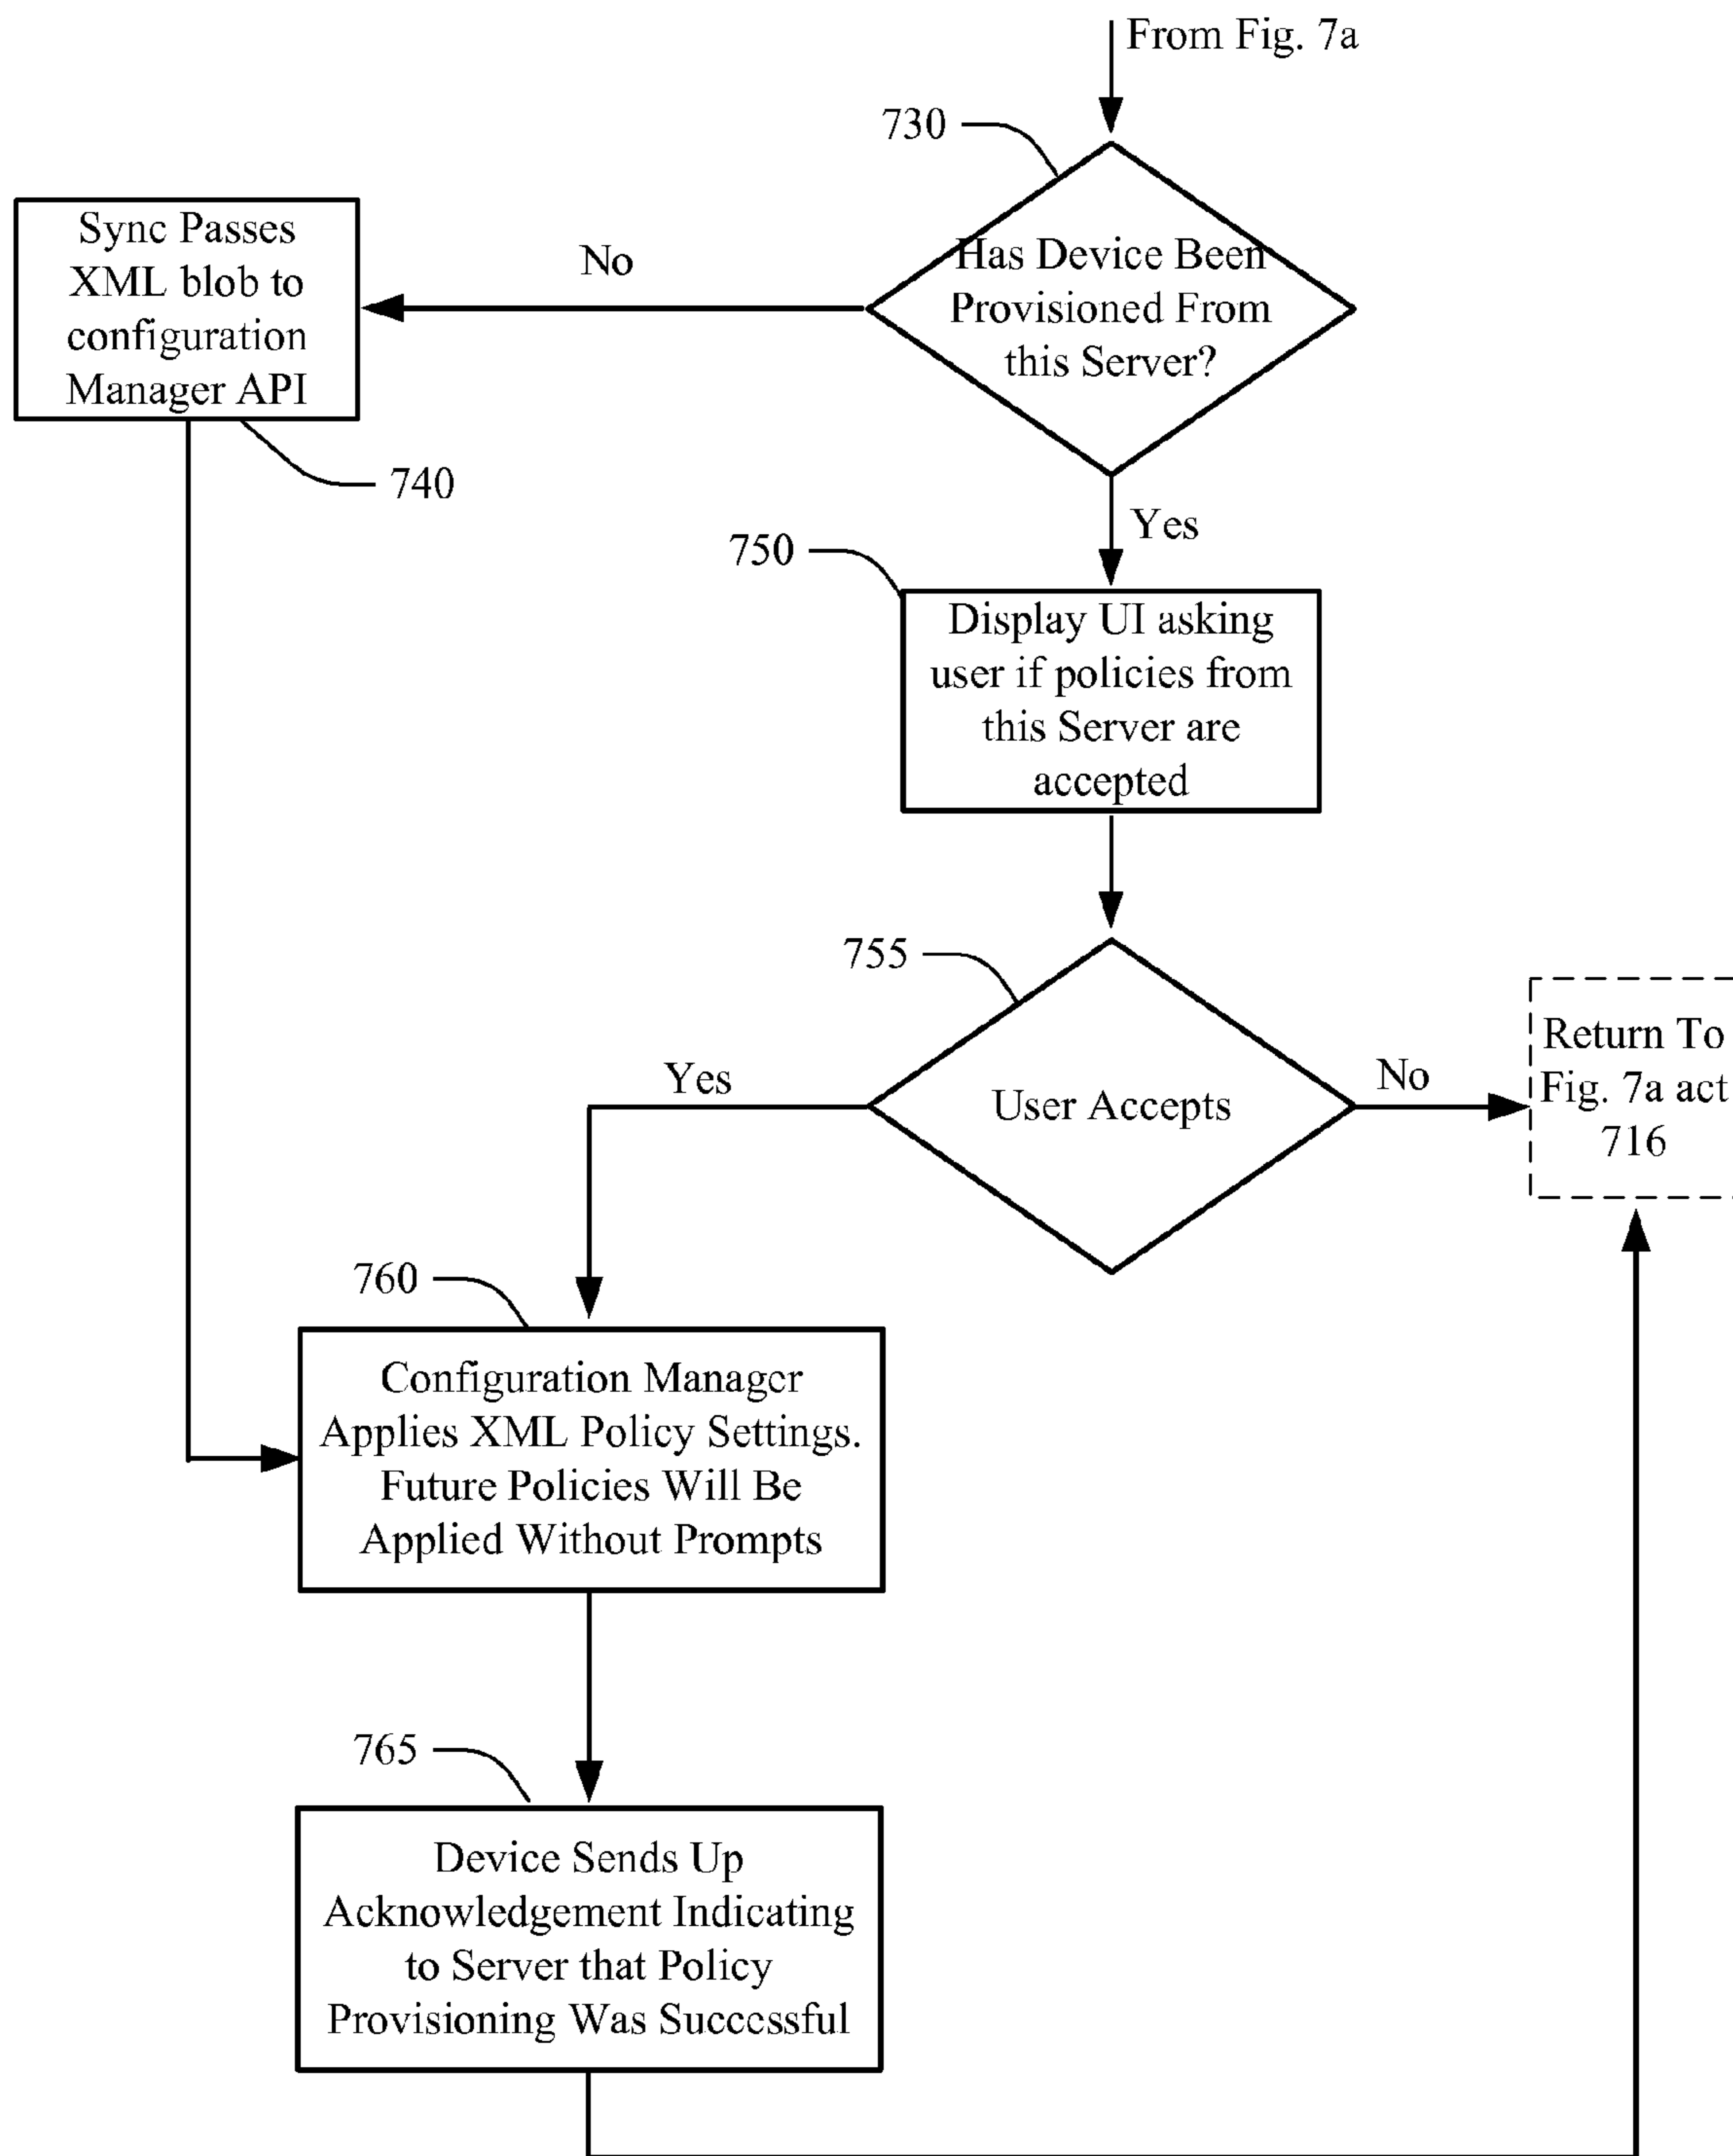 From Fig. 7a
730
Has Device Been
Provisioned From
this Server?
No
Sync Passes
XML blob to
configuration
Manager API
740
Yes
750
Display UI asking
user if policies from
this Server are
accepted
755
User Accepts
Yes
No
Return To
Fig. 7a act
716
760
Configuration Manager
Applies XML Policy Settings.
Future Policies Will Be
Applied Without Prompts
765
Device Sends Up
Acknowledgement Indicating
to Server that Policy
Provisioning Was Successful